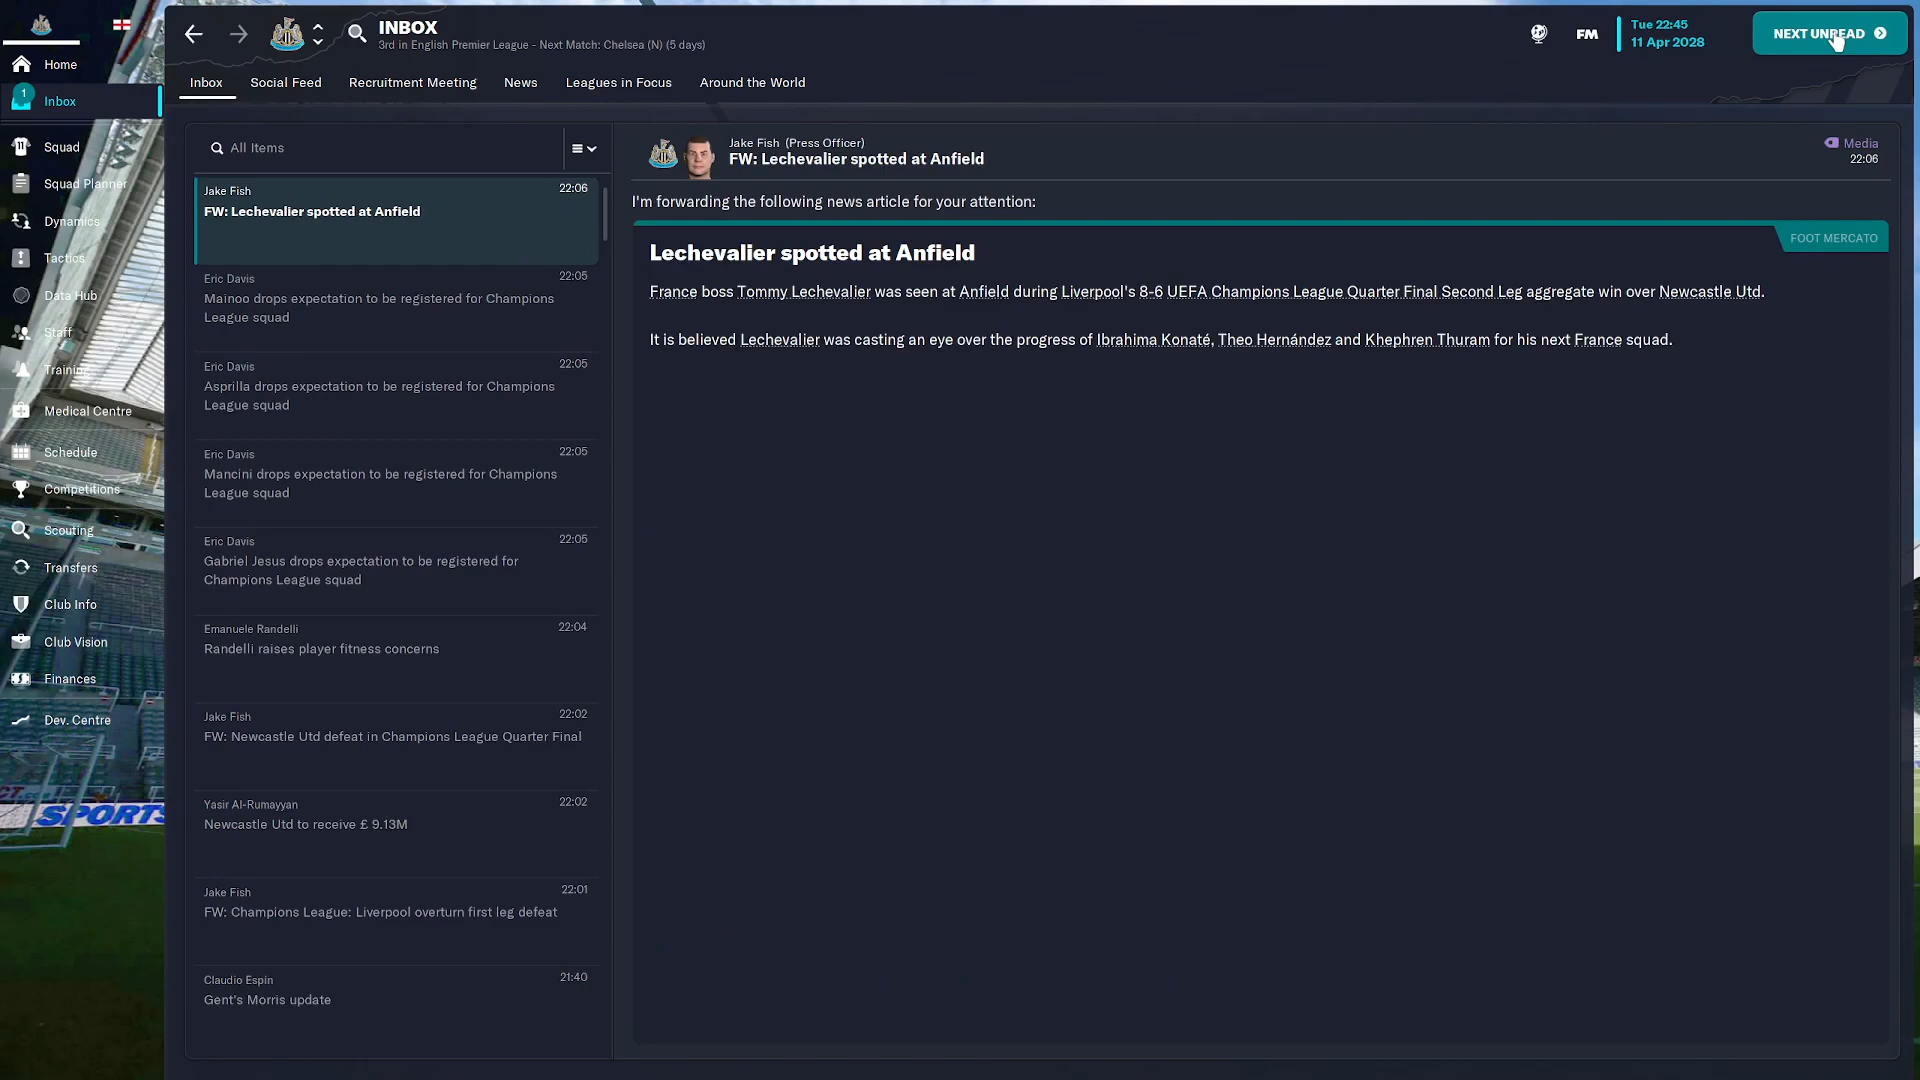 INBOX
3rd in English Premier League - Next Match: Chelsea (N) (5 days)
FM
Tue 22:45
11 Apr 2028
NEXT UNREAD
Home
1
Inbox
Squad
Squad Planner
Dynamics
Tactics
Data Hub
Staff
Training
Medical Centre
Schedule
Competitions
Scouting
Transfers
Club Info
Club Vision
Finances
Dev. Centre
SPORTS
Inbox
Social Feed
Recruitment Meeting
News
Leagues in Focus
Around the World
All Items
Jake Fish
22:06
FW: Lechevalier spotted at Anfield
Eric Davis
22:05
Mainoo drops expectation to be registered for Champions
League squad
Eric Davis
22:05
Asprilla drops expectation to be registered for Champions
League squad
Eric Davis
22:05
Mancini drops expectation to be registered for Champions
League squad
Eric Davis
22:05
Gabriel Jesus drops expectation to be registered for
Champions League squad
Emanuele Randelli
22:04
Randelli raises player fitness concerns
Jake Fish
22:02
FW: Newcastle Utd defeat in Champions League Quarter Final
Yasir Al-Rumayyan
22:02
Newcastle Utd to receive £ 9.13M
Jake Fish
22:01
FW: Champions League: Liverpool overturn first leg defeat
Claudio Espín
21:40
Gent's Morris update
Jake Fish (Press Officer)
FW: Lechevalier spotted at Anfield
Media
22:06
I'm forwarding the following news article for your attention:
FOOT MERCATO
Lechevalier spotted at Anfield
France boss Tommy Lechevalier was seen at Anfield during Liverpool's 8-6 UEFA Champions League Quarter Final Second Leg aggregate win over Newcastle Utd.
It is believed Lechevalier was casting an eye over the progress of Ibrahima Konaté, Theo Hernández and Khephren Thuram for his next France squad.